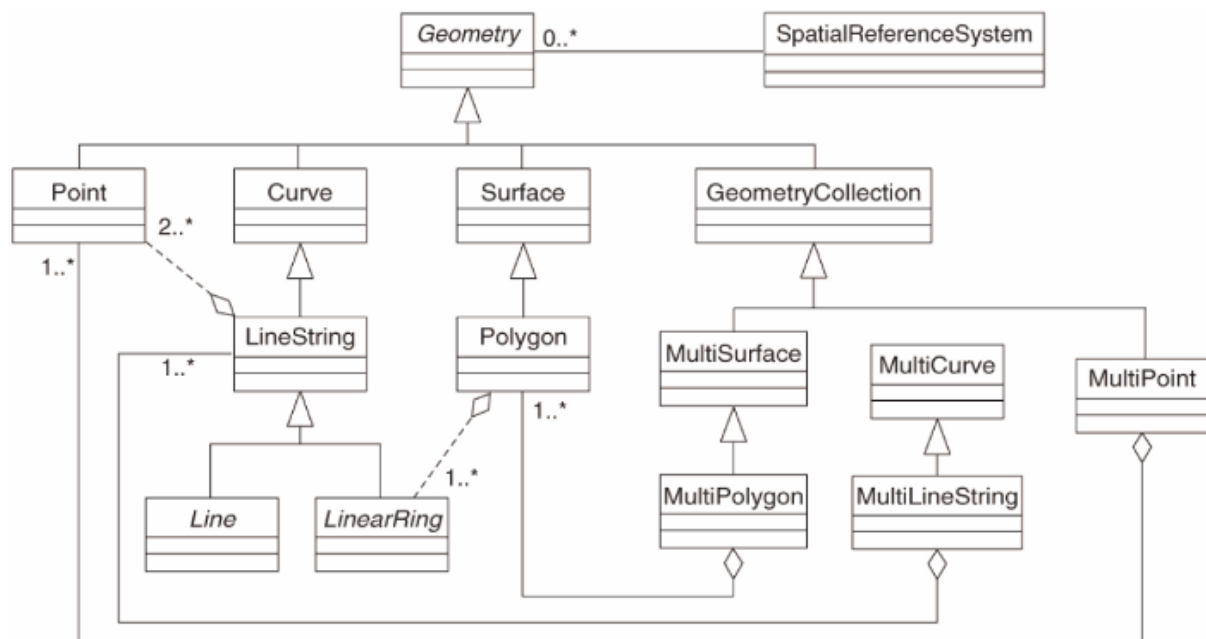 Geometry
0..*
SpatialReferenceSystem
Point
Curve
Surface
GeometryCollection
2..*
1..*
LineString
Polygon
MultiSurface
MultiCurve
MultiPoint
1..*
1..*
1..*
Line
LinearRing
MultiPolygon
MultiLineString